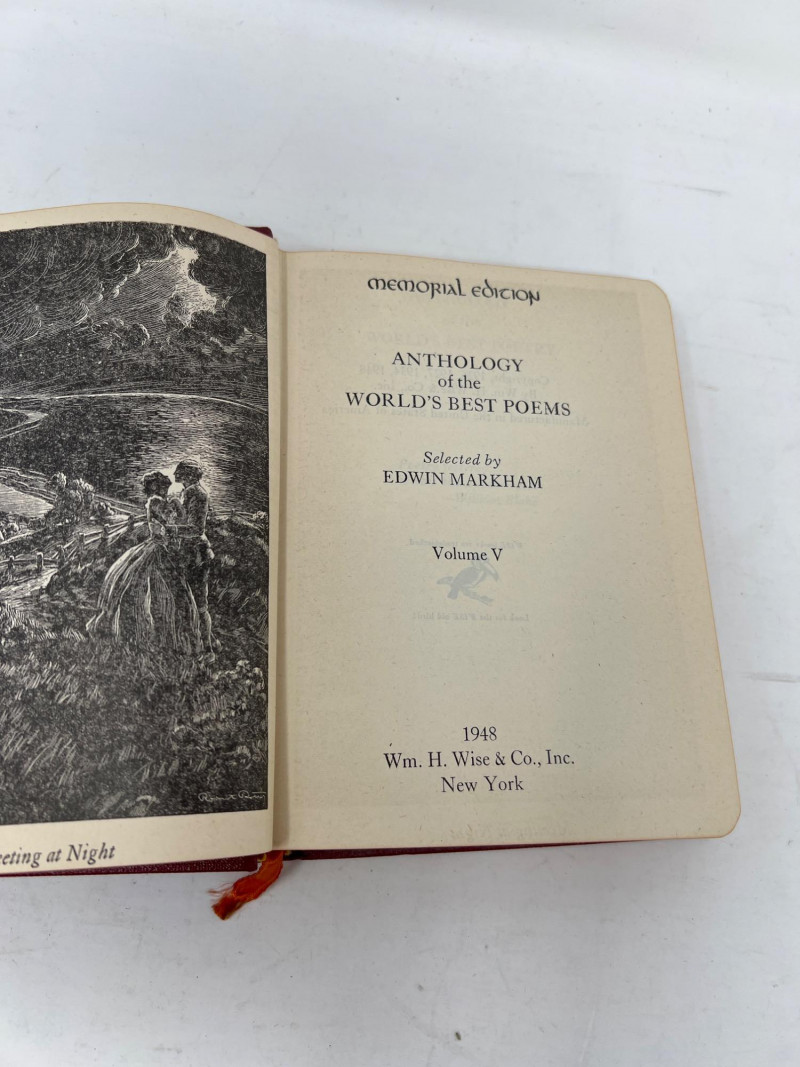 eeting at Night
MEMORIAL EDITION
ANTHOLOGY
of the
WORLD'S BEST POEMS
Selected by
EDWIN MARKHAM
Volume V
1948
Wm. H. Wise & Co., Inc.
New York